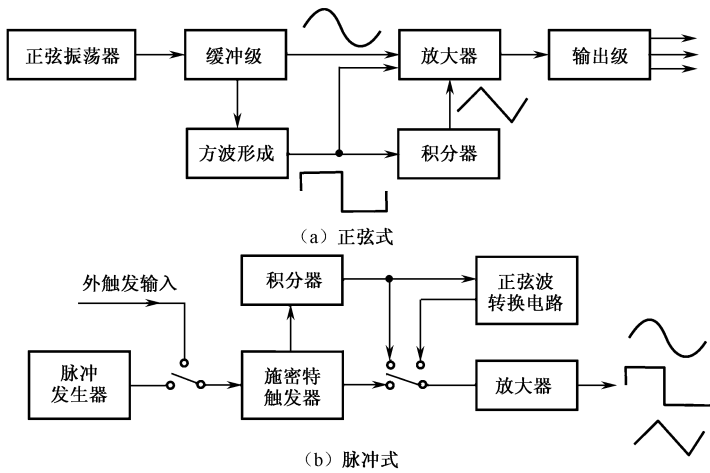 正弦振荡器
缓冲级
放大器
输出级
方波形成
积分器
（a）正弦式
外触发输入
积分器
正弦波
转换电路
脉冲
发生器
施密特
触发器
放大器
（b）脉冲式